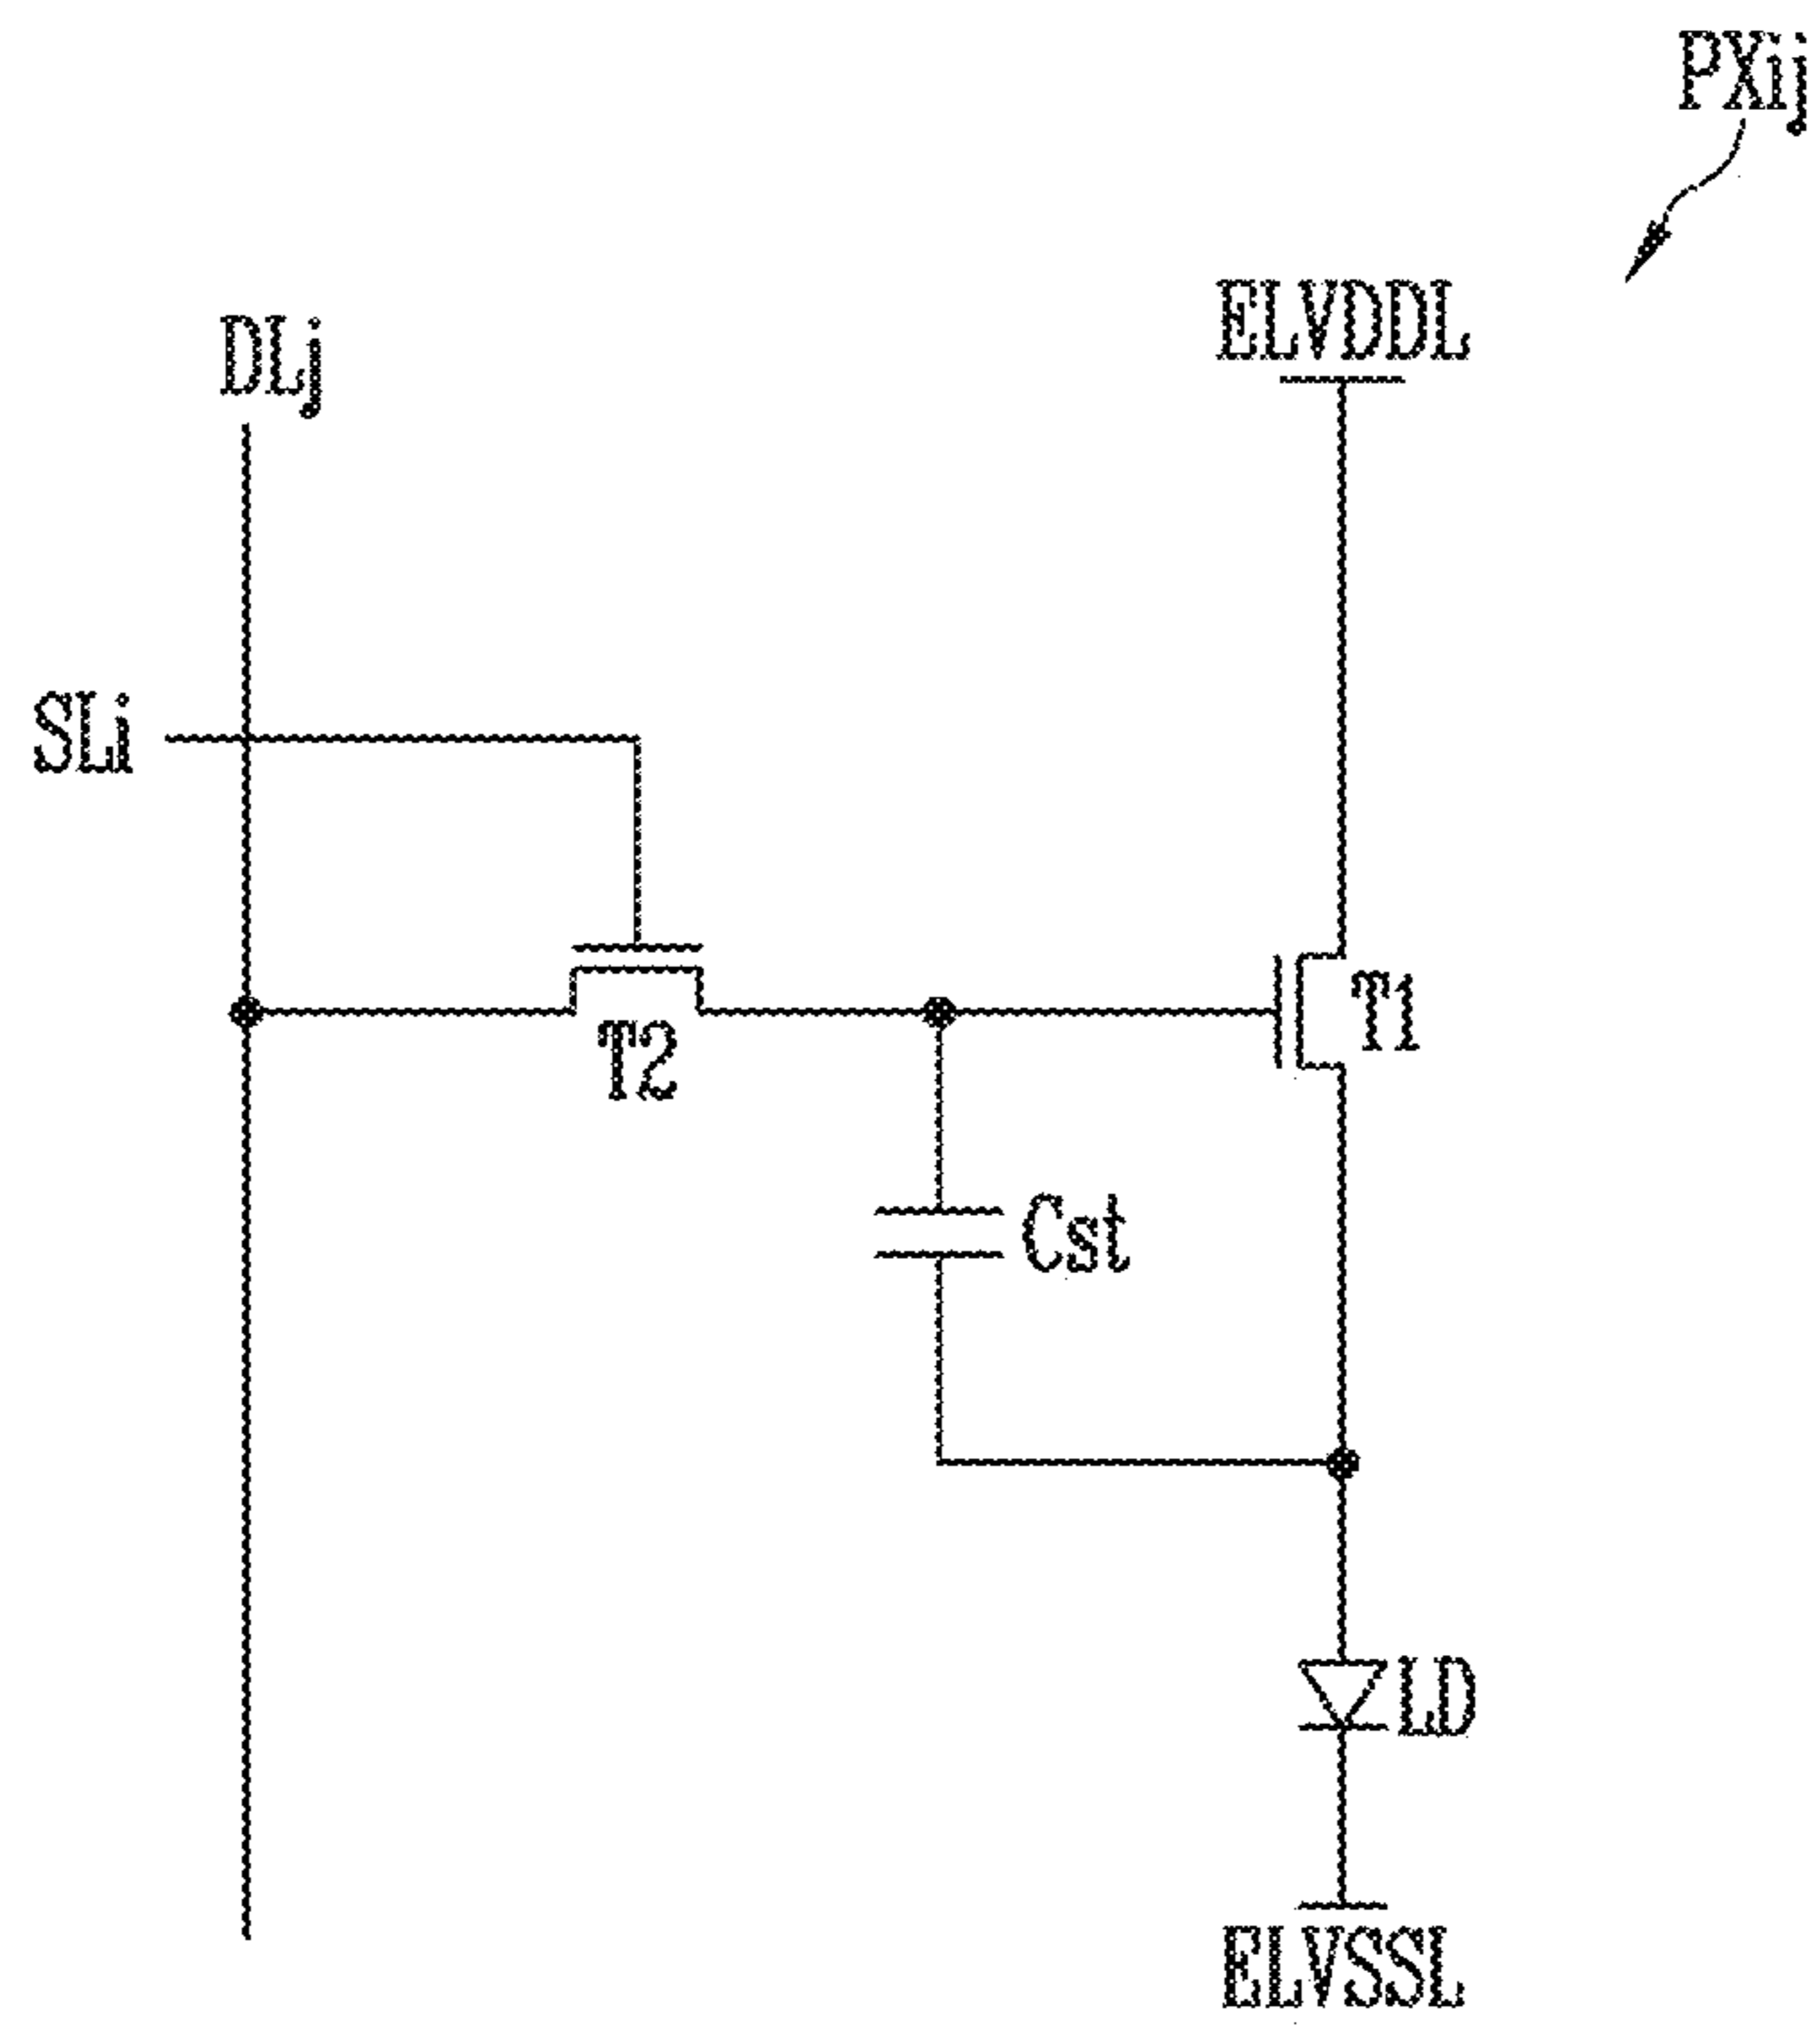 PXij
ELVDDL
DLj
SLi
T1
T2
Cst
LD
ELVSSL